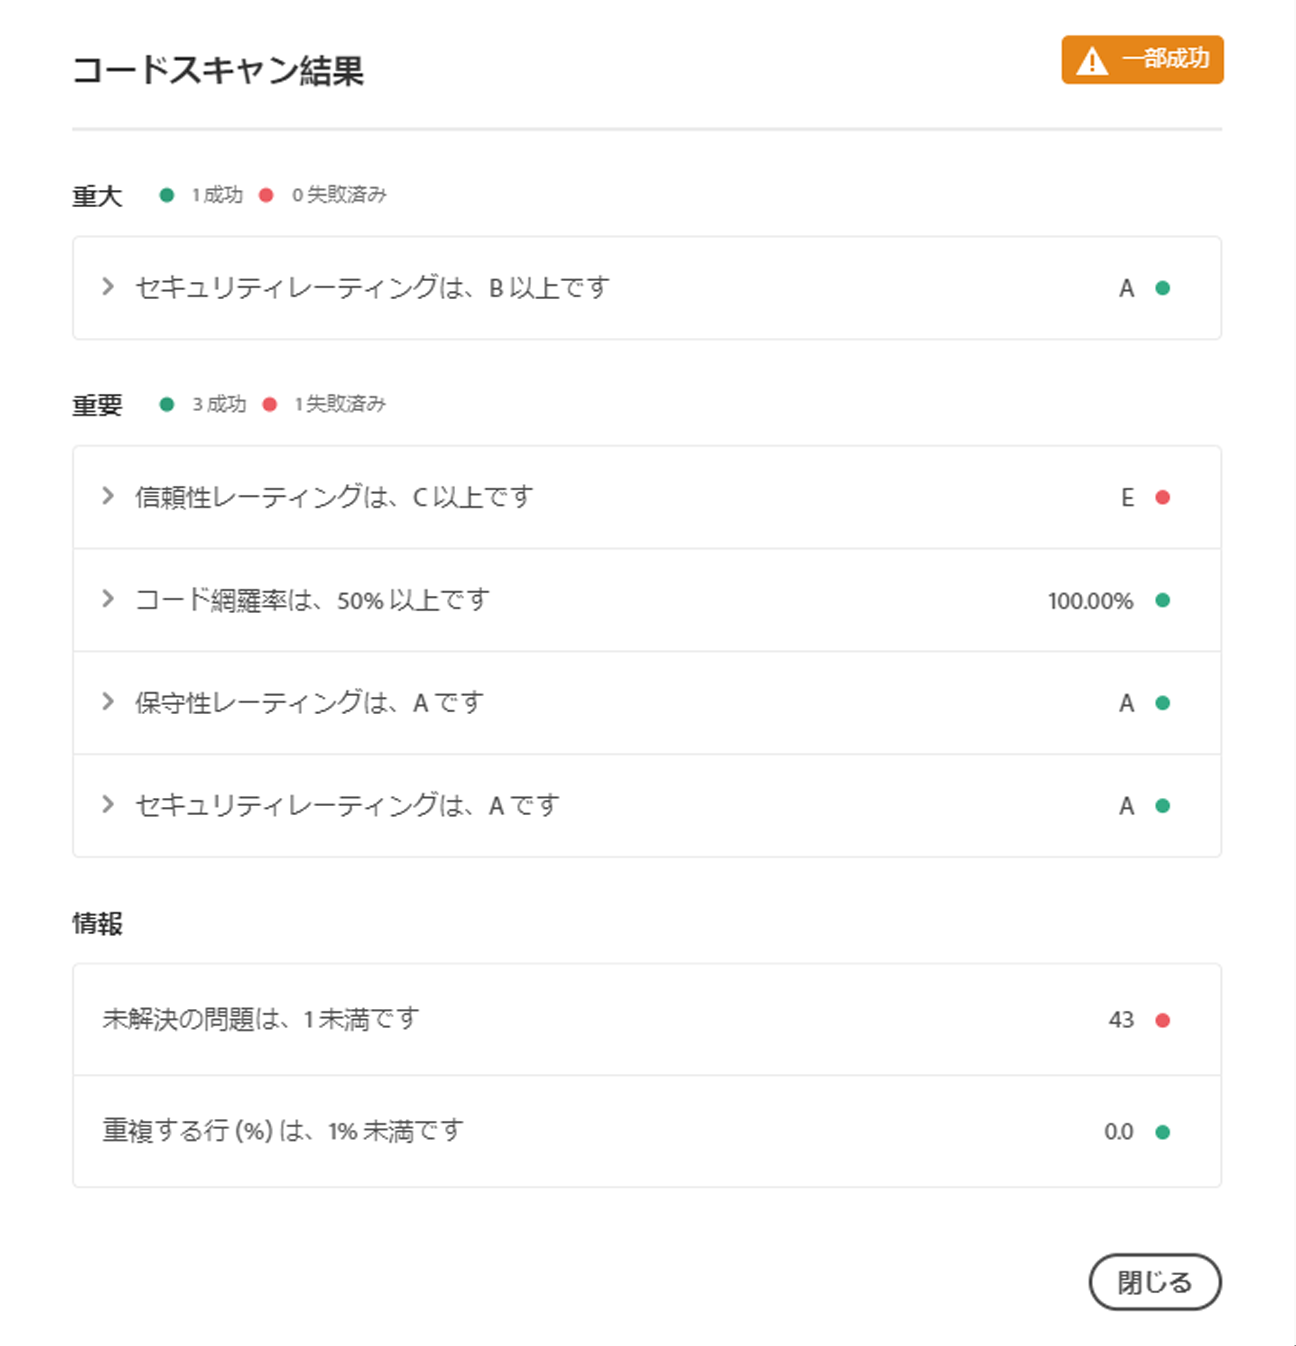 コードスキャン結果
一部成功
重大 1 成功 0 失敗済み
セキュリティレーティングは、B 以上です A
重要 3 成功 1 失敗済み
信頼性レーティングは、C 以上です E
コード網羅率は、50% 以上です 100.00%
保守性レーティングは、A です A
セキュリティレーティングは、A です A
情報
未解決の問題は、1 未満です 43
重複する行 (%) は、1% 未満です 0.0
閉じる